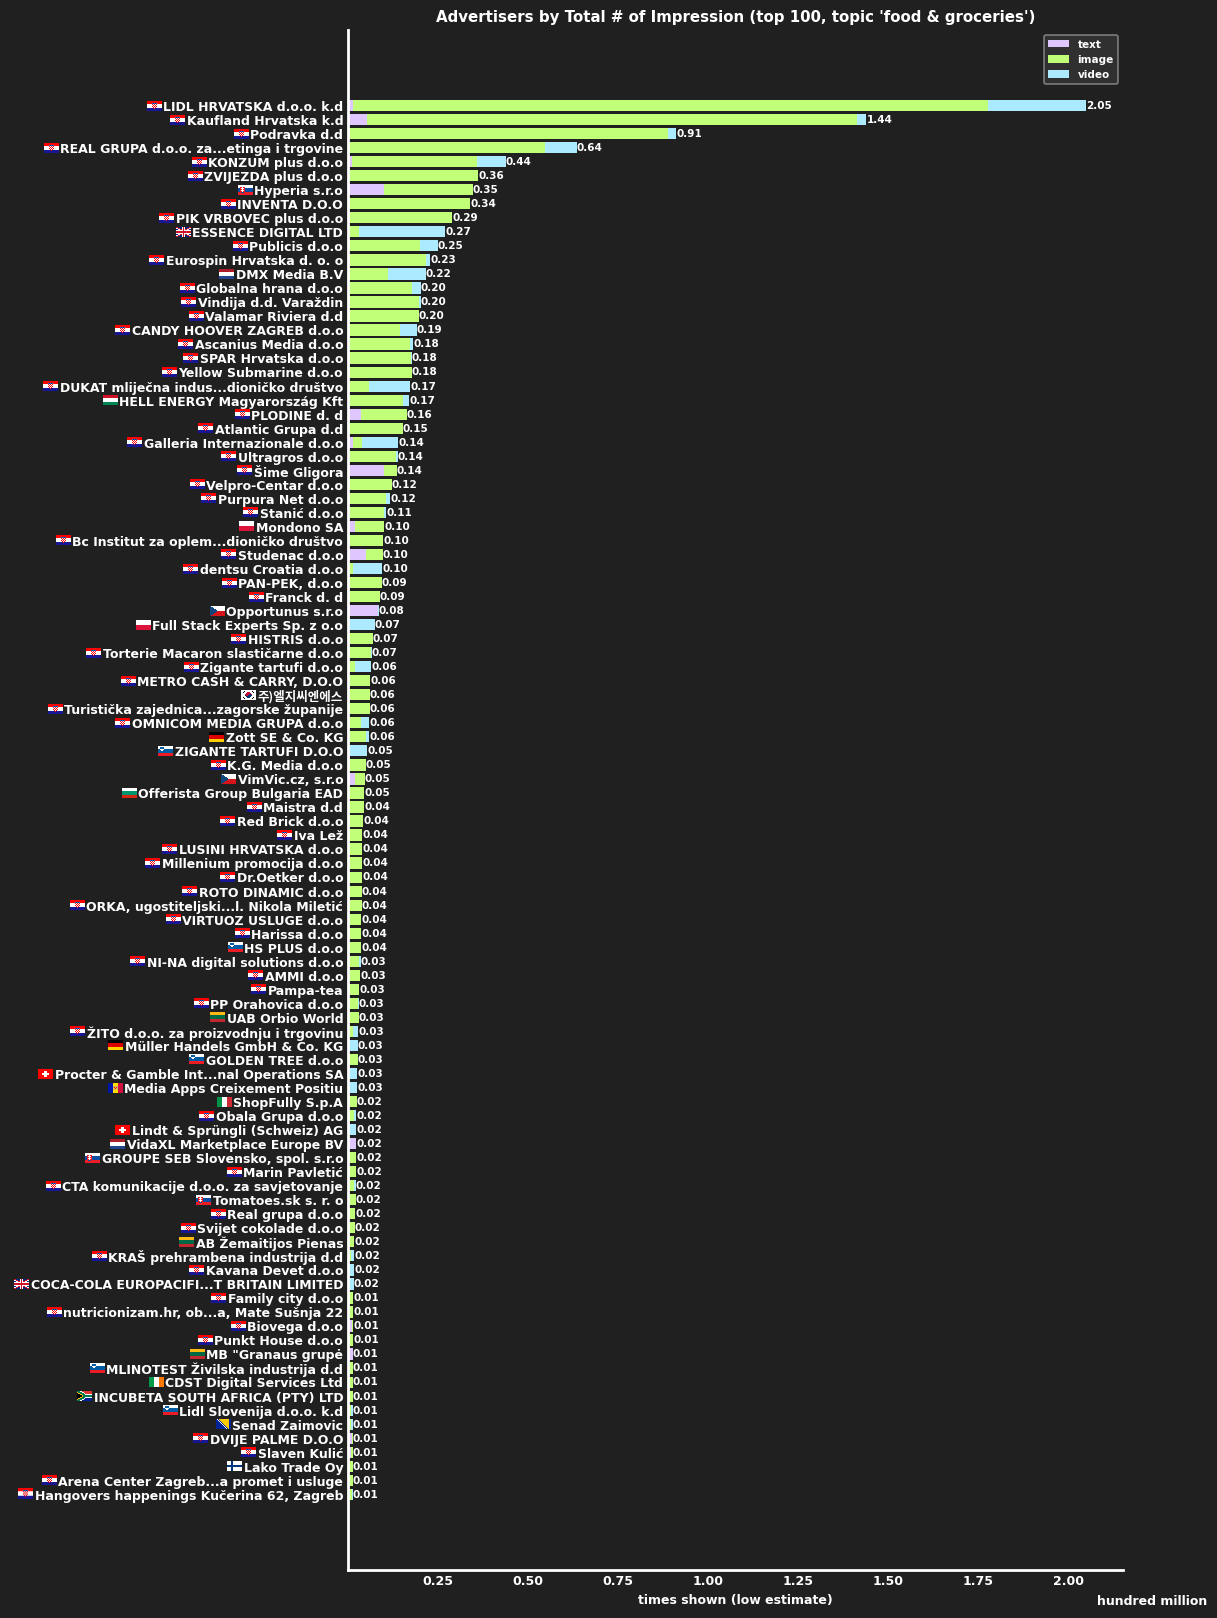 Advertisers by Total # of Impression (top 100, topic 'food & groceries')
text
image
video
LIDL HRVATSKA d.o.o. k.d 2.05
Kaufland Hrvatska k.d 1.44
Podravka d.d 0.91
REAL GRUPA d.o.o. za...etinga i trgovine 0.64
KONZUM plus d.o.o 0.44
ZVIJEZDA plus d.o.o 0.36
Hyperia s.r.o 0.35
INVENTA D.O.O 0.34
PIK VRBOVEC plus d.o.o 0.29
ESSENCE DIGITAL LTD 0.27
Publicis d.o.o 0.25
Eurospin Hrvatska d. o. o 0.23
DMX Media B.V 0.22
Globalna hrana d.o.o 0.20
Vindija d.d. Varaždin 0.20
Valamar Riviera d.d 0.20
CANDY HOOVER ZAGREB d.o.o 0.19
Ascanius Media d.o.o 0.18
SPAR Hrvatska d.o.o 0.18
Yellow Submarine d.o.o 0.18
DUKAT mliječna indus...dioničko društvo 0.17
HELL ENERGY Magyarország Kft 0.17
PLODINE d. d 0.16
Atlantic Grupa d.d 0.15
Galleria Internazionale d.o.o 0.14
Ultragros d.o.o 0.14
Šime Gligora 0.14
Velpro-Centar d.o.o 0.12
Purpura Net d.o.o 0.12
Stanić d.o.o 0.11
Mondono SA 0.10
Bc Institut za oplem...dioničko društvo 0.10
Studenac d.o.o 0.10
dentsu Croatia d.o.o 0.10
PAN-PEK, d.o.o 0.09
Franck d. d 0.09
Opportunus s.r.o 0.08
Full Stack Experts Sp. z o.o 0.07
HISTRIS d.o.o 0.07
Torterie Macaron slastičarne d.o.o 0.07
Zigante tartufi d.o.o 0.06
METRO CASH & CARRY, D.O.O 0.06
주)엘지씨엔에스 0.06
Turistička zajednica...zagorske županije 0.06
OMNICOM MEDIA GRUPA d.o.o 0.06
Zott SE & Co. KG 0.06
ZIGANTE TARTUFI D.O.O 0.05
K.G. Media d.o.o 0.05
VimVic.cz, s.r.o 0.05
Offerista Group Bulgaria EAD 0.05
Maistra d.d 0.04
Red Brick d.o.o 0.04
Iva Lež 0.04
LUSINI HRVATSKA d.o.o 0.04
Millenium promocija d.o.o 0.04
Dr.Oetker d.o.o 0.04
ROTO DINAMIC d.o.o 0.04
ORKA, ugostiteljski...l. Nikola Miletić 0.04
VIRTUOZ USLUGE d.o.o 0.04
Harissa d.o.o 0.04
HS PLUS d.o.o 0.04
NI-NA digital solutions d.o.o 0.03
AMMI d.o.o 0.03
Pampa-tea 0.03
PP Orahovica d.o.o 0.03
UAB Orbio World 0.03
ŽITO d.o.o. za proizvodnju i trgovinu 0.03
Müller Handels GmbH & Co. KG 0.03
GOLDEN TREE d.o.o 0.03
Procter & Gamble Int...nal Operations SA 0.03
Media Apps Creixement Positiu 0.03
ShopFully S.p.A 0.02
Obala Grupa d.o.o 0.02
Lindt & Sprüngli (Schweiz) AG 0.02
VidaXL Marketplace Europe BV 0.02
GROUPE SEB Slovensko, spol. s.r.o 0.02
Marin Pavletić 0.02
CTA komunikacije d.o.o. za savjetovanje 0.02
Tomatoes.sk s. r. o 0.02
Real grupa d.o.o 0.02
Svijet cokolade d.o.o 0.02
AB Žemaitijos Pienas 0.02
KRAŠ prehrambena industrija d.d 0.02
Kavana Devet d.o.o 0.02
COCA-COLA EUROPACIFI...T BRITAIN LIMITED 0.02
Family city d.o.o 0.01
nutricionizam.hr, ob...a, Mate Sušnja 22 0.01
Biovega d.o.o 0.01
Punkt House d.o.o 0.01
MB "Granaus grupė 0.01
MLINOTEST Živilska industrija d.d 0.01
CDST Digital Services Ltd 0.01
INCUBETA SOUTH AFRICA (PTY) LTD 0.01
Lidl Slovenija d.o.o. k.d 0.01
Senad Zaimovic 0.01
DVIJE PALME D.O.O 0.01
Slaven Kulić 0.01
Lako Trade Oy 0.01
Arena Center Zagreb...a promet i usluge 0.01
Hangovers happenings Kučerina 62, Zagreb 0.01
0.25 0.50 0.75 1.00 1.25 1.50 1.75 2.00
times shown (low estimate)
hundred million